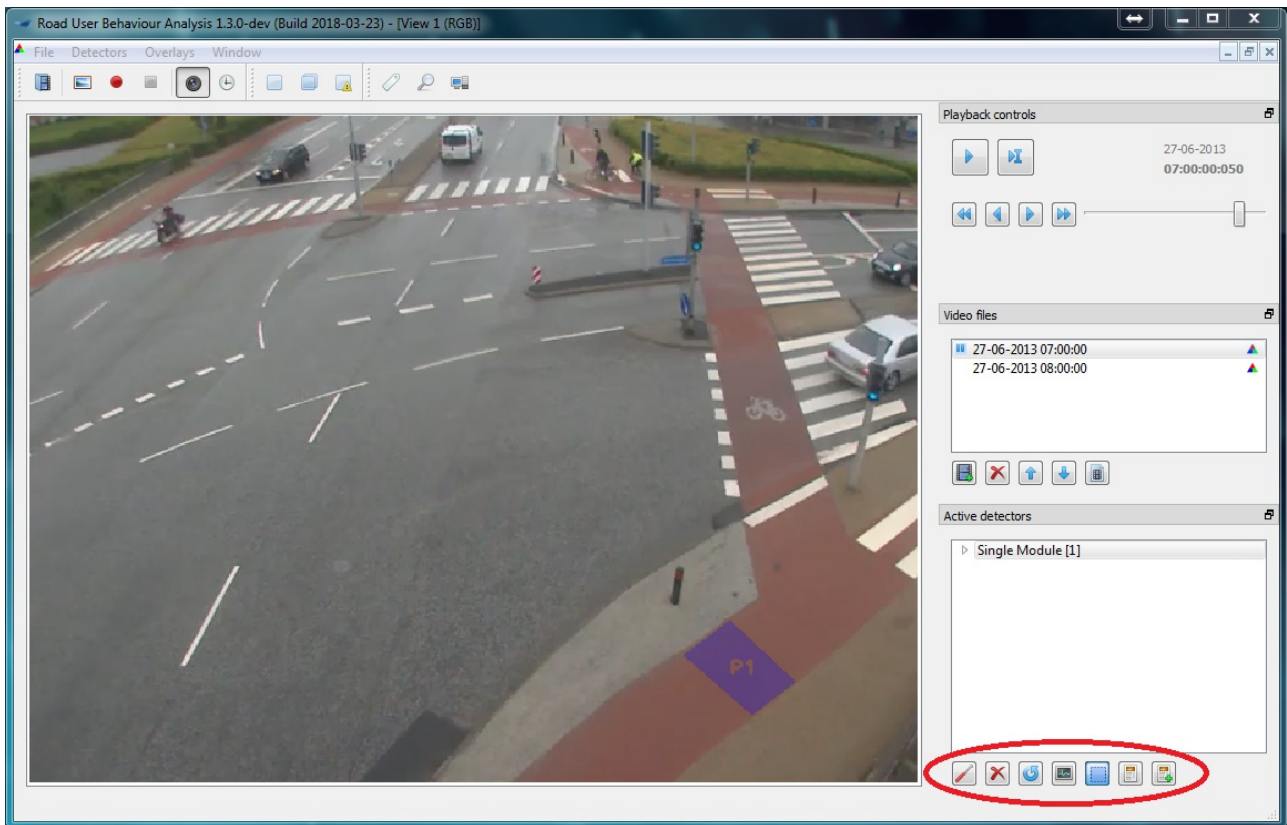 Road User Behaviour Analysis 1.3.0-dev (Build 2018-03-23) - [View 1 (RGB)]
File Detectors Overlays Window
Playback controls
27-06-2013
07:00:00:050
Video files
27-06-2013 07:00:00
27-06-2013 08:00:00
Active detectors
Single Module [1]
P1